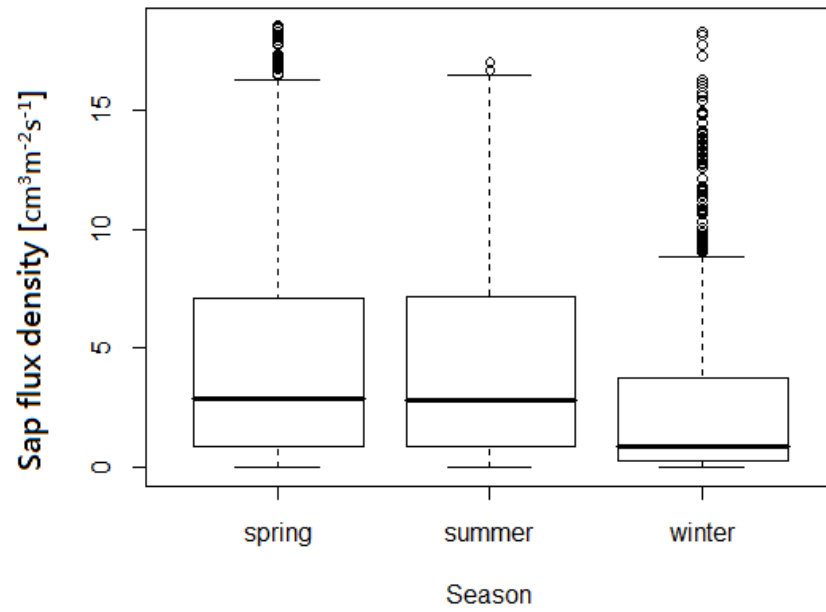 Sap flux density [cm³m⁻²s⁻¹]
15
10
5
0
spring summer winter
Season